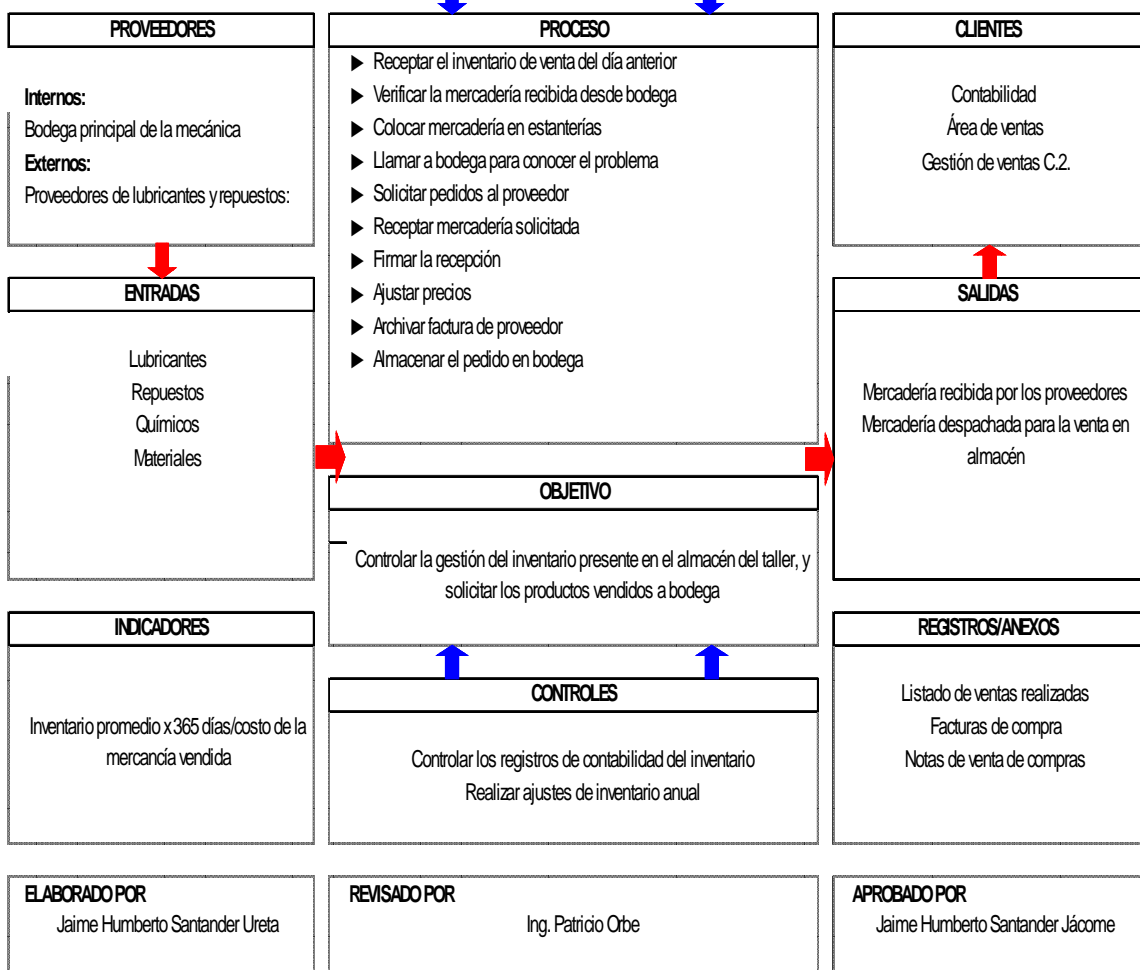 PROVEEDORES
Internos:
Bodega principal de la mecánica
Externos:
Proveedores de lubricantes y repuestos:
PROCESO
▶ Receptar el inventario de venta del día anterior
▶ Verificar la mercadería recibida desde bodega
▶ Colocar mercadería en estanterías
▶ Llamar a bodega para conocer el problema
▶ Solicitar pedidos al proveedor
▶ Receptar mercadería solicitada
▶ Firmar la recepción
▶ Ajustar precios
▶ Archivar factura de proveedor
▶ Almacenar el pedido en bodega
CLIENTES
Contabilidad
Área de ventas
Gestión de ventas C.2.
ENTRADAS
Lubricantes
Repuestos
Químicos
Materiales
SALIDAS
Mercadería recibida por los proveedores
Mercadería despachada para la venta en
almacén
OBJETIVO
Controlar la gestión del inventario presente en el almacén del taller, y
solicitar los productos vendidos a bodega
INDICADORES
Inventario promedio x 365 días/costo de la
mercancía vendida
CONTROLES
Controlar los registros de contabilidad del inventario
Realizar ajustes de inventario anual
REGISTROS/ANEXOS
Listado de ventas realizadas
Facturas de compra
Notas de venta de compras
ELABORADO POR
Jaime Humberto Santander Ureta
REVISADO POR
Ing. Patricio Orbe
APROBADO POR
Jaime Humberto Santander Jácome